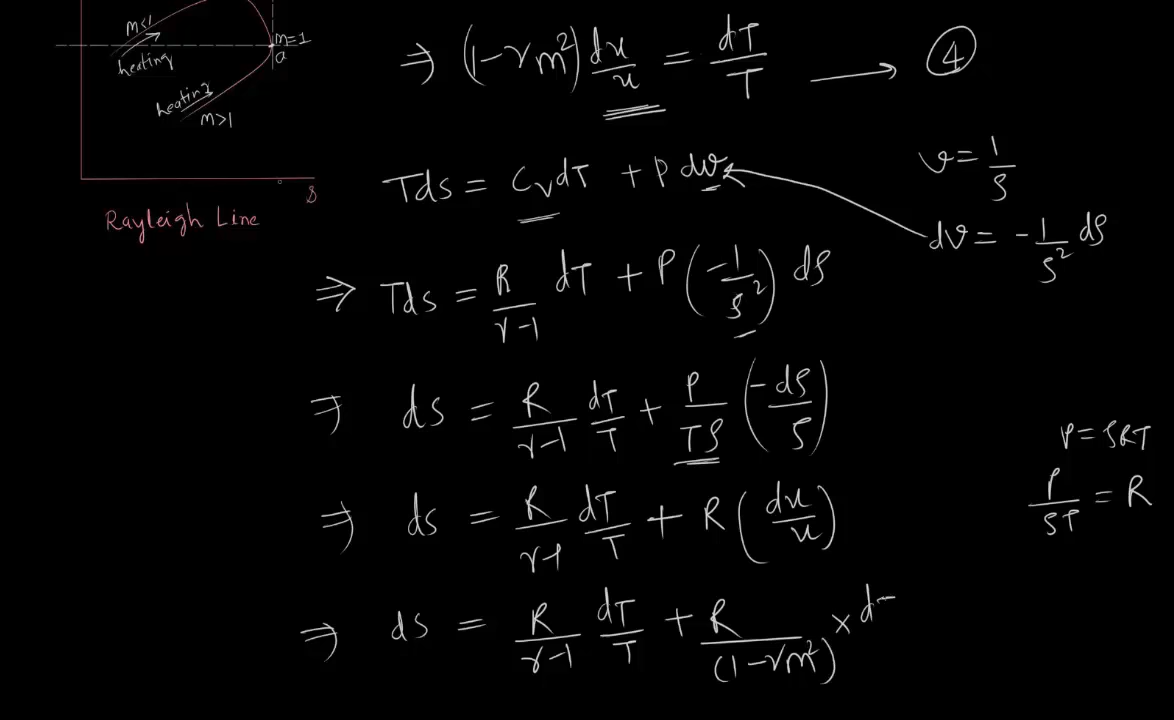 m<1
heating
m=1
a
heating
m>1
s
Rayleigh Line
⇒ (1-γm²) du/u = dT/T ⟶ ④
Tds = C_v dT + P dv
v = 1/ρ
dv = -1/ρ² dρ
⇒ Tds = R/(γ-1) dT + P(-1/ρ²) dρ
⇒ ds = R/(γ-1) dT/T + P/(Tρ) (-dρ/ρ)
P = ρRT
P/(ρT) = R
⇒ ds = R/(γ-1) dT/T + R(du/u)
⇒ ds = R/(γ-1) dT/T + R/(1-γm²) × d